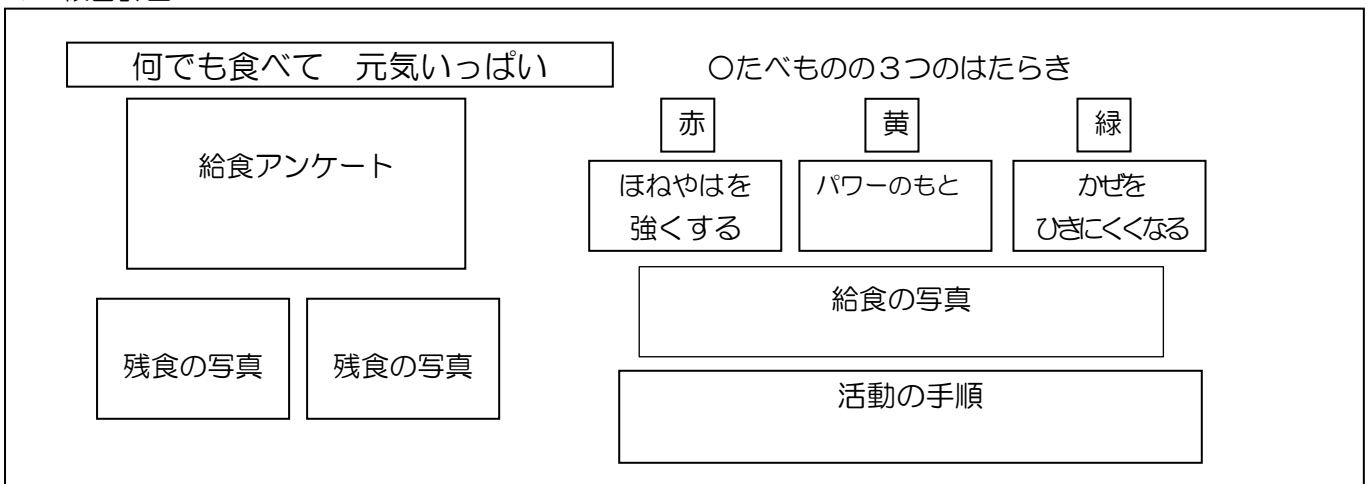 何でも食べて　元気いっぱい
給食アンケート
残食の写真
残食の写真
○たべものの３つのはたらき
赤
黄
緑
ほねやはを
強くする
パワーのもと
かぜを
ひきにくくなる
給食の写真
活動の手順